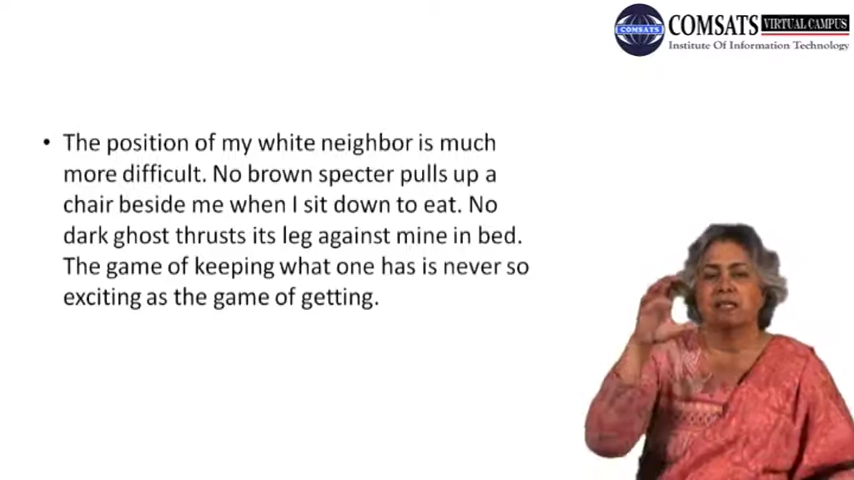 COMSATS VIRTUAL CAMPUS
COMSATS Institute Of Information Technology
• The position of my white neighbor is much
more difficult. No brown specter pulls up a
chair beside me when I sit down to eat. No
dark ghost thrusts its leg against mine in bed.
The game of keeping what one has is never so
exciting as the game of getting.